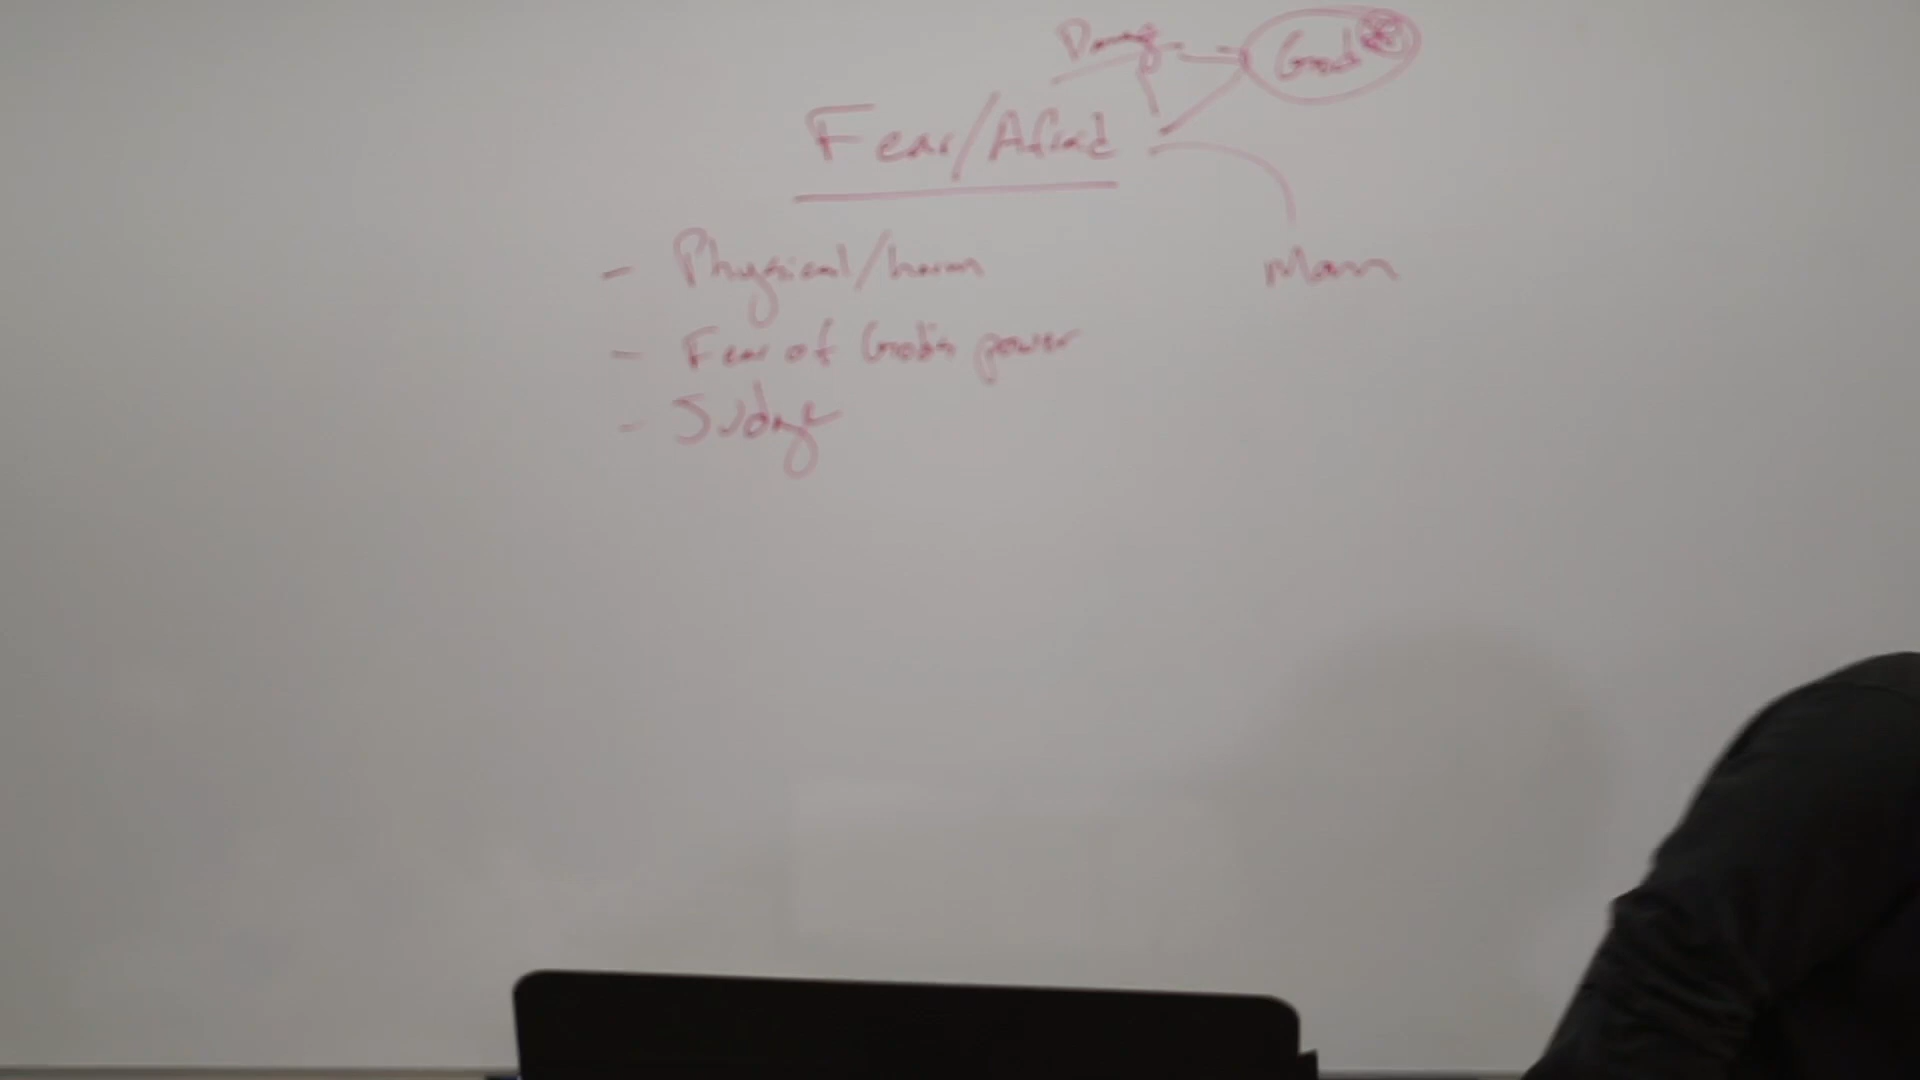 God
Fear/Afraid
- Physical/harm
Man
- Fear of God's power
- Judge